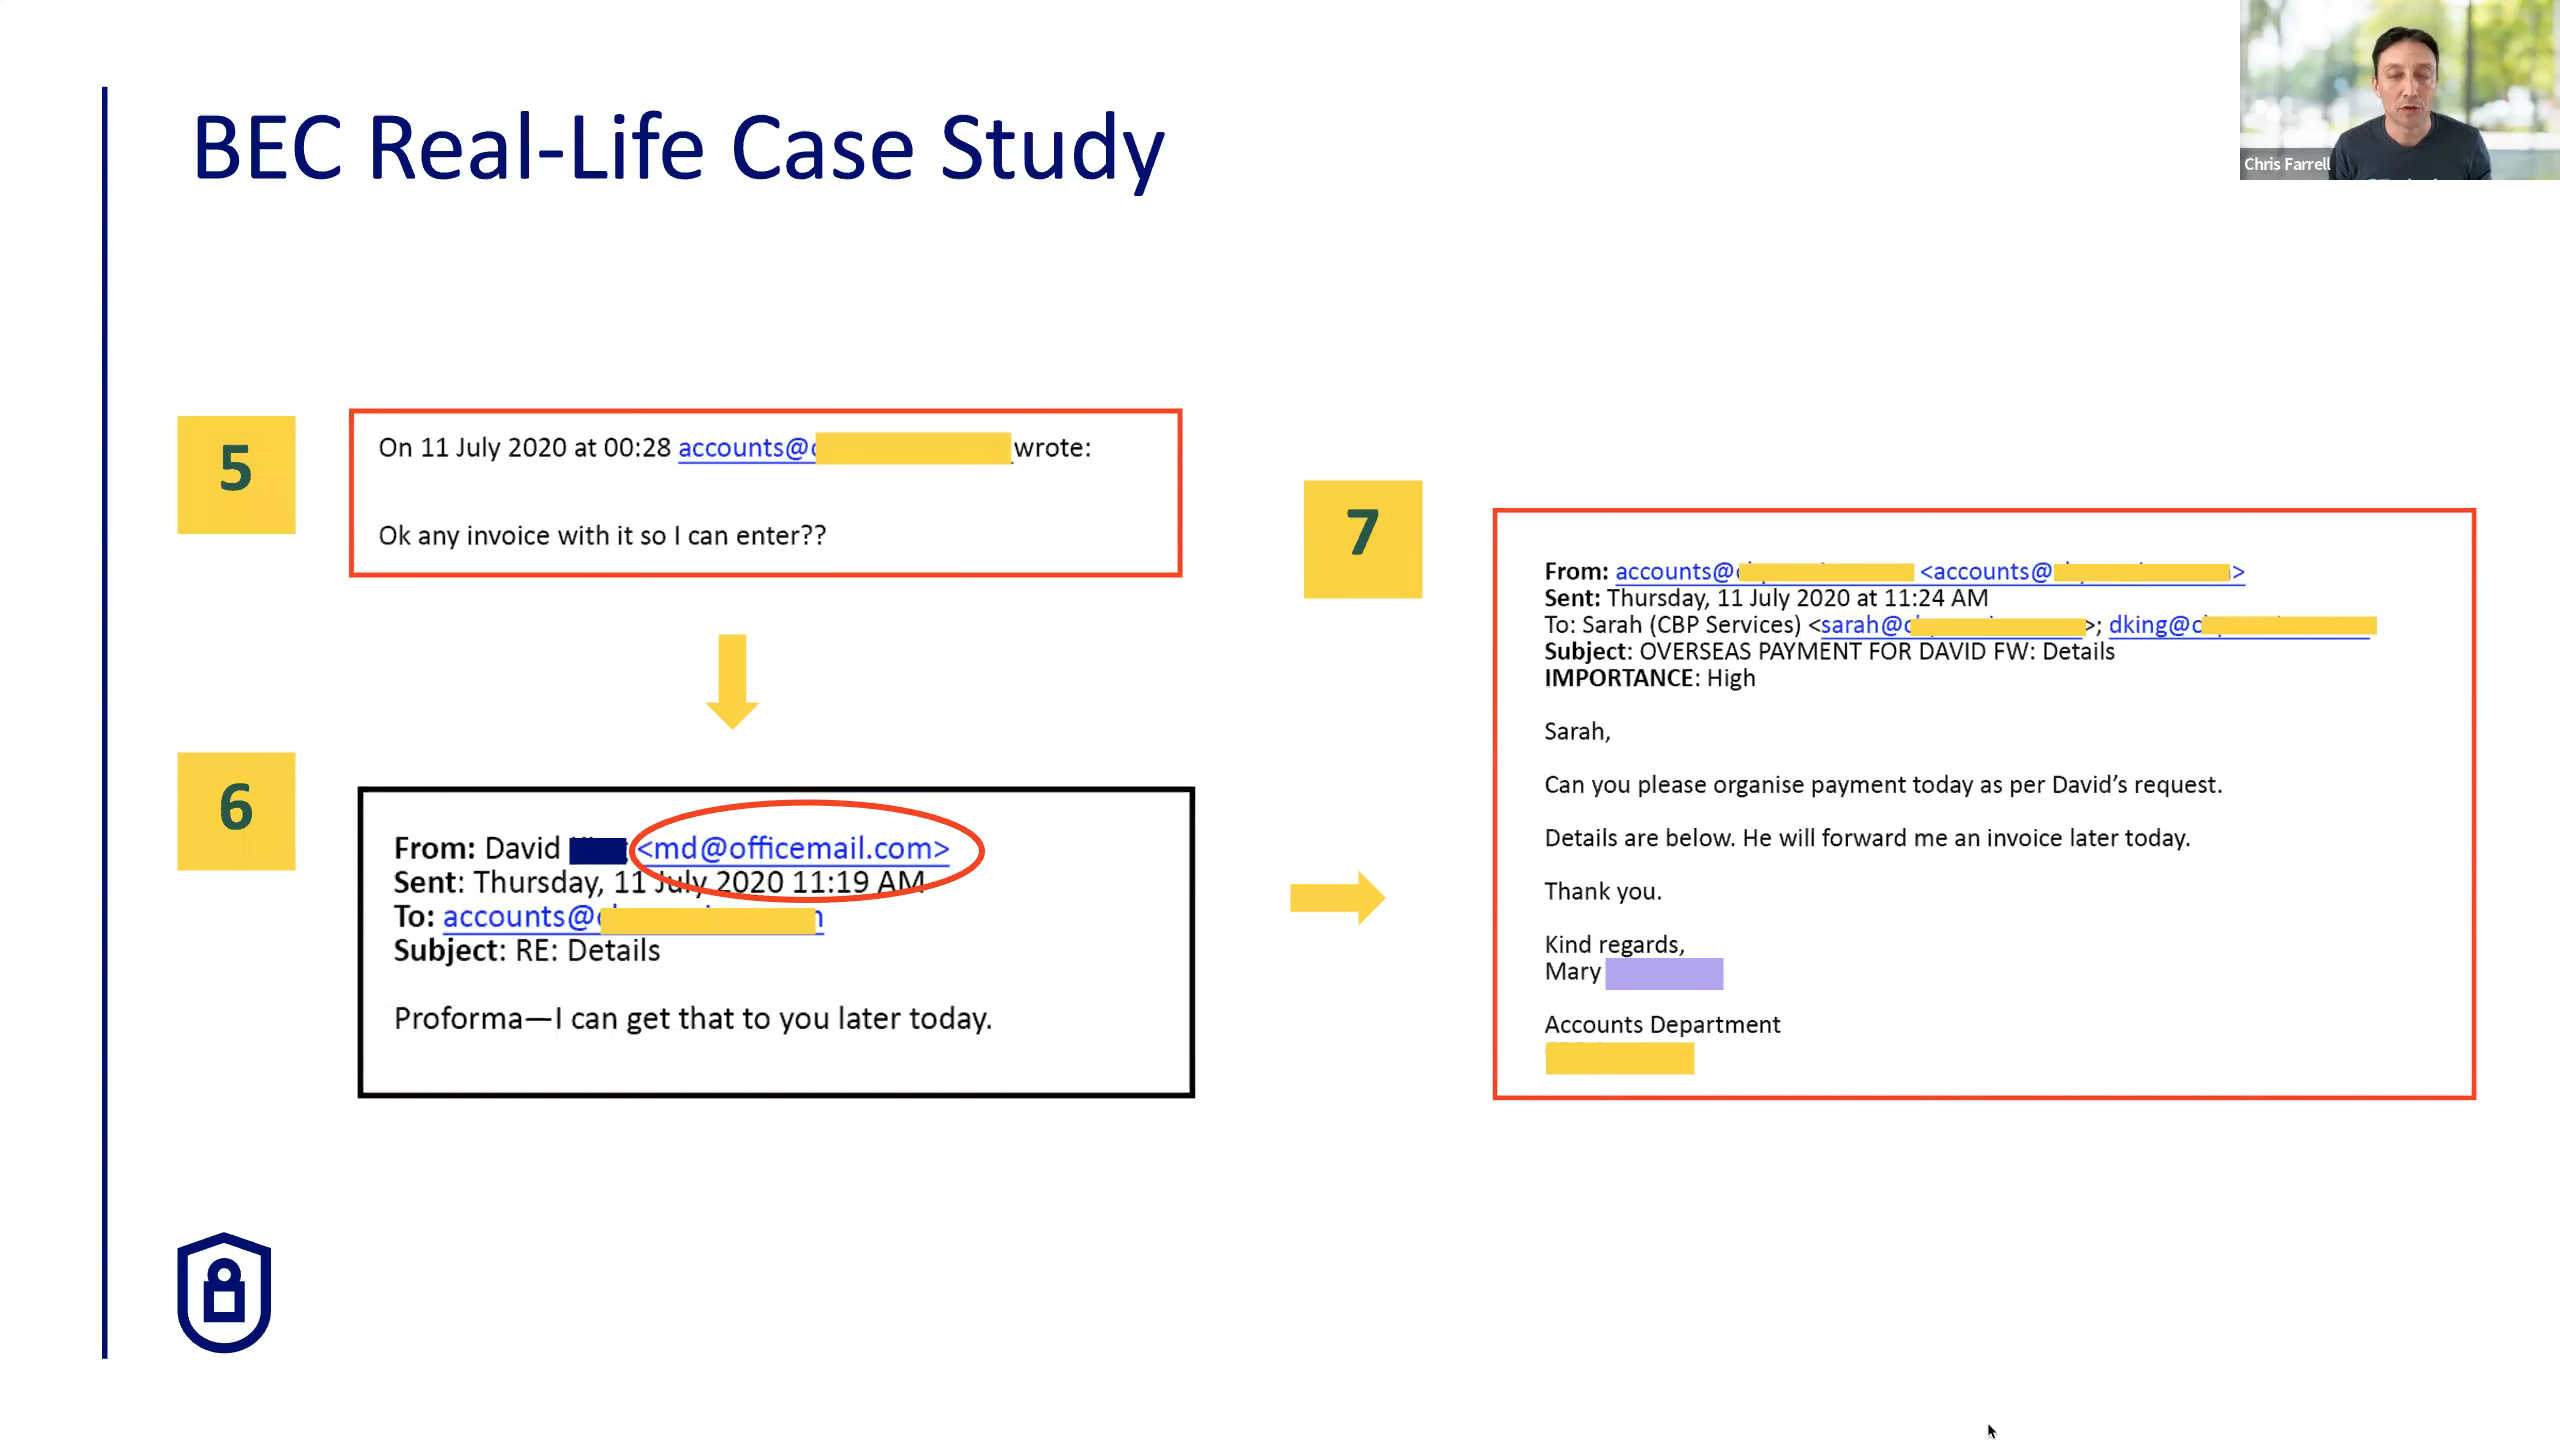 BEC Real-Life Case Study
Chris Farrell
5
On 11 July 2020 at 00:28 accounts@ wrote:
Ok any invoice with it so I can enter??
6
From: David <md@officemail.com>
Sent: Thursday, 11 July 2020 11:19 AM
To: accounts@
Subject: RE: Details
Proforma—I can get that to you later today.
7
From: accounts@ <accounts@ >
Sent: Thursday, 11 July 2020 at 11:24 AM
To: Sarah (CBP Services) <sarah@ >; dking@
Subject: OVERSEAS PAYMENT FOR DAVID FW: Details
IMPORTANCE: High
Sarah,
Can you please organise payment today as per David’s request.
Details are below. He will forward me an invoice later today.
Thank you.
Kind regards,
Mary
Accounts Department